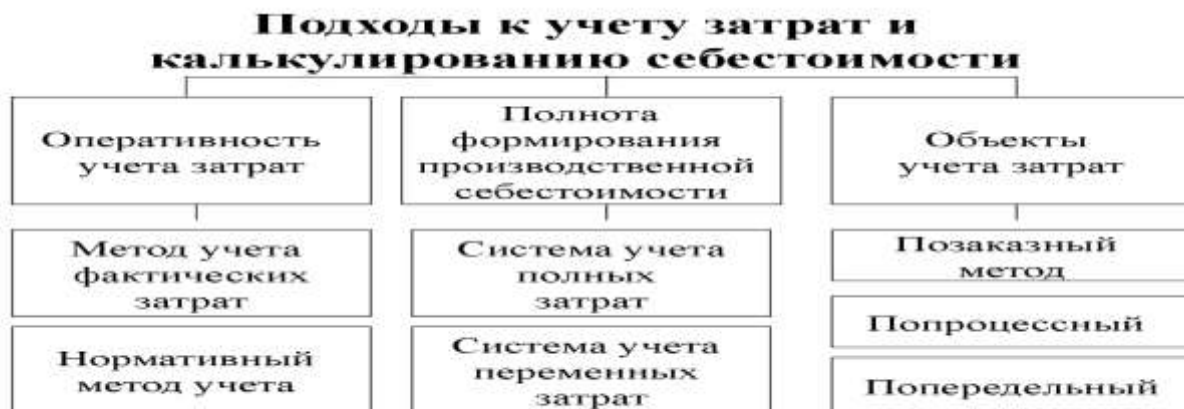 Подходы к учету затрат и
калькулированию себестоимости
Оперативность
учета затрат
Полнота
формирования
производственной
себестоимости
Объекты
учета затрат
Метод учета
фактических
затрат
Система учета
полных
затрат
Позаказный
метод
Попроцессный
Нормативный
метод учета
Система учета
переменных
затрат
Попередельный